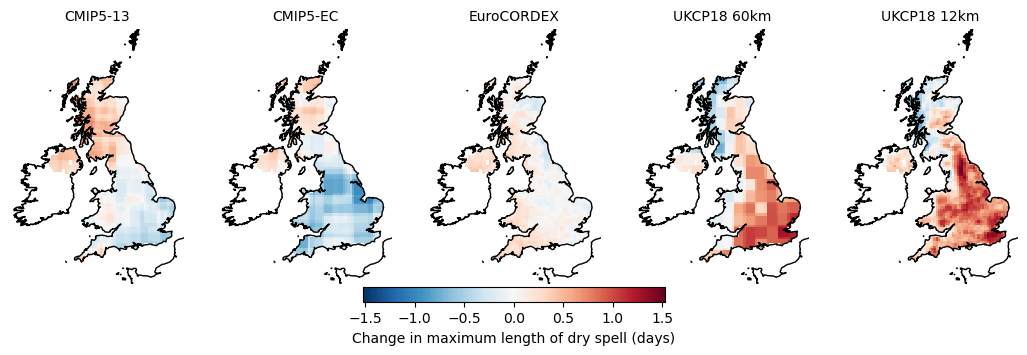 CMIP5-13 CMIP5-EC EuroCORDEX UKCP18 60km UKCP18 12km
−1.5 −1.0 −0.5 0.0 0.5 1.0 1.5
Change in maximum length of dry spell (days)